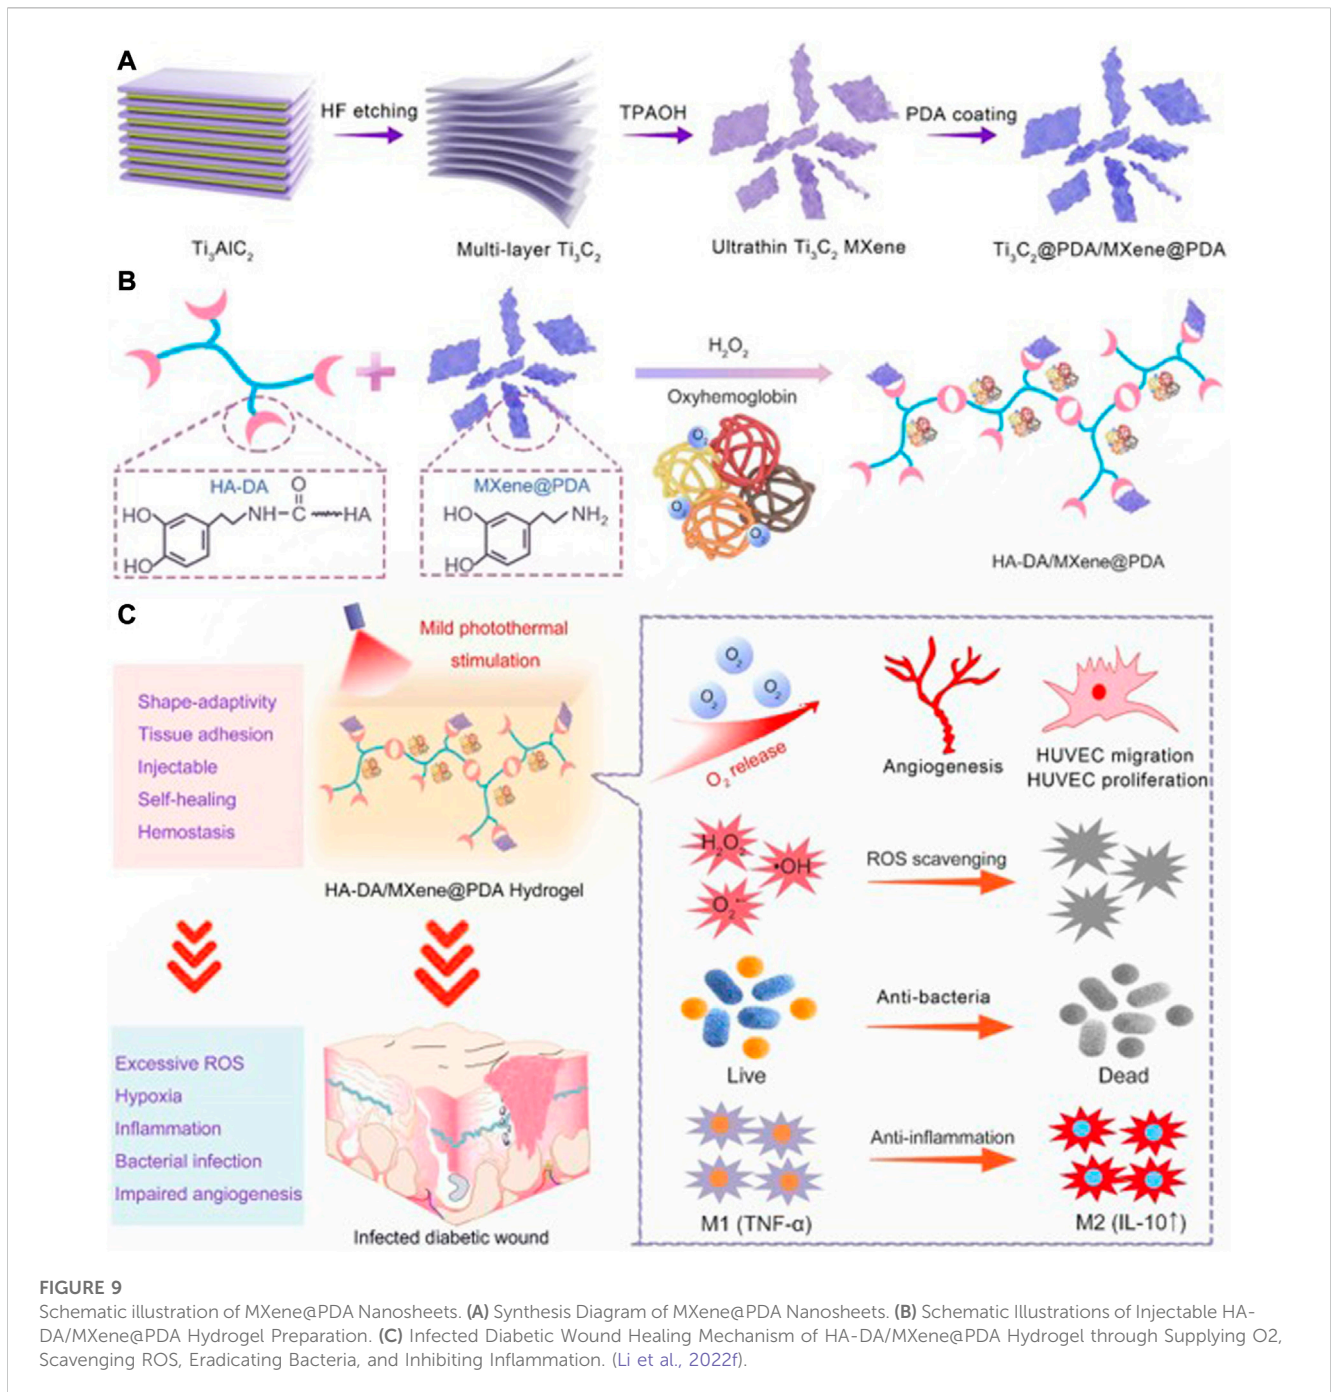 A
HF etching
TPAOH
PDA coating
Ti₃AlC₂
Multi-layer Ti₃C₂
Ultrathin Ti₃C₂ MXene
Ti₃C₂@PDA/MXene@PDA
B
H₂O₂
Oxyhemoglobin
O₂
O₂
O₂
HA-DA
HO
HO
NH
C
O
HA
MXene@PDA
HO
HO
NH₂
HA-DA/MXene@PDA
C
Mild photothermal
stimulation
Shape-adaptivity
Tissue adhesion
Injectable
Self-healing
Hemostasis
HA-DA/MXene@PDA Hydrogel
Excessive ROS
Hypoxia
Inflammation
Bacterial infection
Impaired angiogenesis
Infected diabetic wound
O₂
O₂
O₂
O₂ release
Angiogenesis
HUVEC migration
HUVEC proliferation
H₂O₂
•OH
O₂•−
ROS scavenging
Anti-bacteria
Live
Dead
Anti-inflammation
M1 (TNF-α)
M2 (IL-10↑)
FIGURE 9
Schematic illustration of MXene@PDA Nanosheets. (A) Synthesis Diagram of MXene@PDA Nanosheets. (B) Schematic Illustrations of Injectable HA-
DA/MXene@PDA Hydrogel Preparation. (C) Infected Diabetic Wound Healing Mechanism of HA-DA/MXene@PDA Hydrogel through Supplying O2,
Scavenging ROS, Eradicating Bacteria, and Inhibiting Inflammation. (Li et al., 2022f).